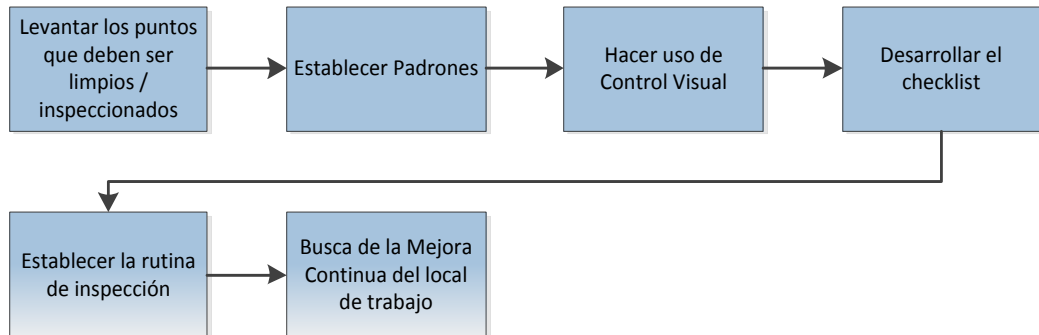 Levantar los puntos
que deben ser
limpios /
inspeccionados
Establecer Padrones
Hacer uso de
Control Visual
Desarrollar el
checklist
Establecer la rutina
de inspección
Busca de la Mejora
Continua del local
de trabajo